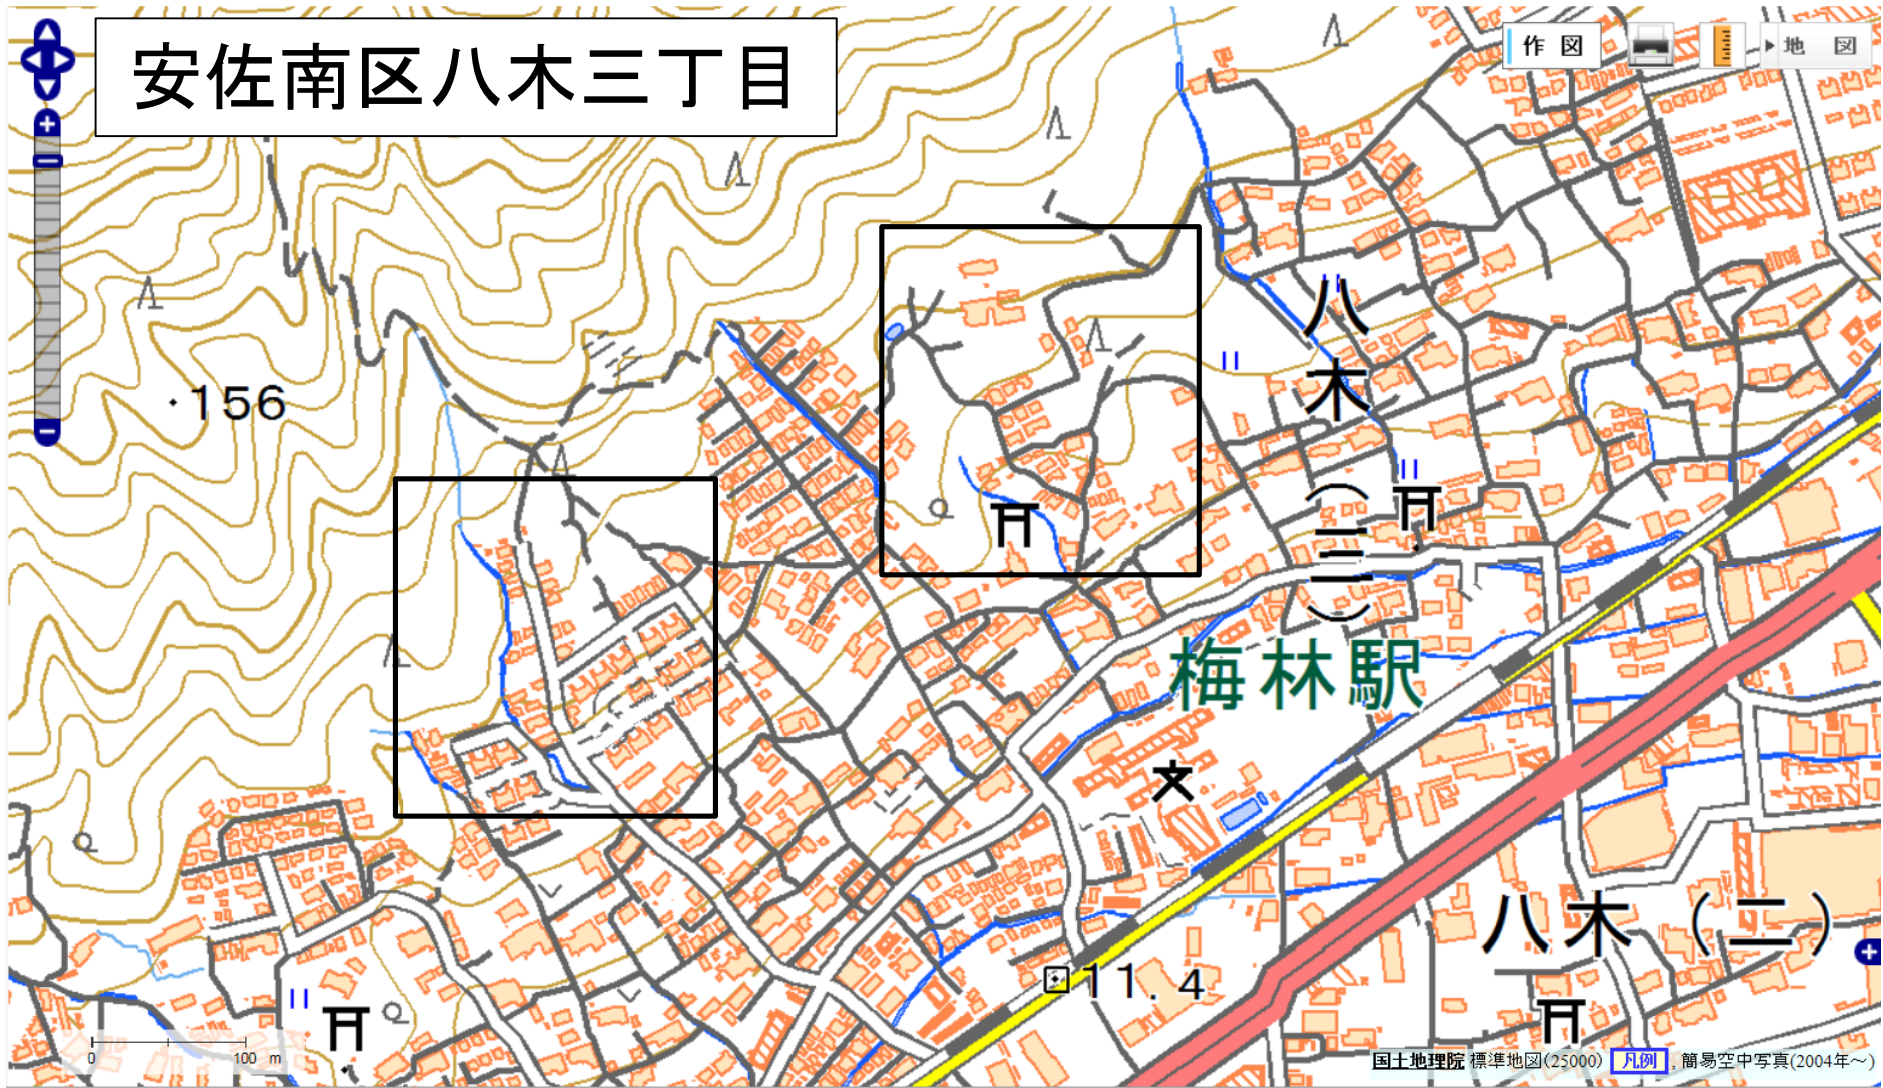 安佐南区八木三丁目
作 図
地 図
156
八木(三)
梅林駅
八木(二)
11.4
0 100 m
国土地理院 標準地図(25000) 凡例 , 簡易空中写真(2004年～)